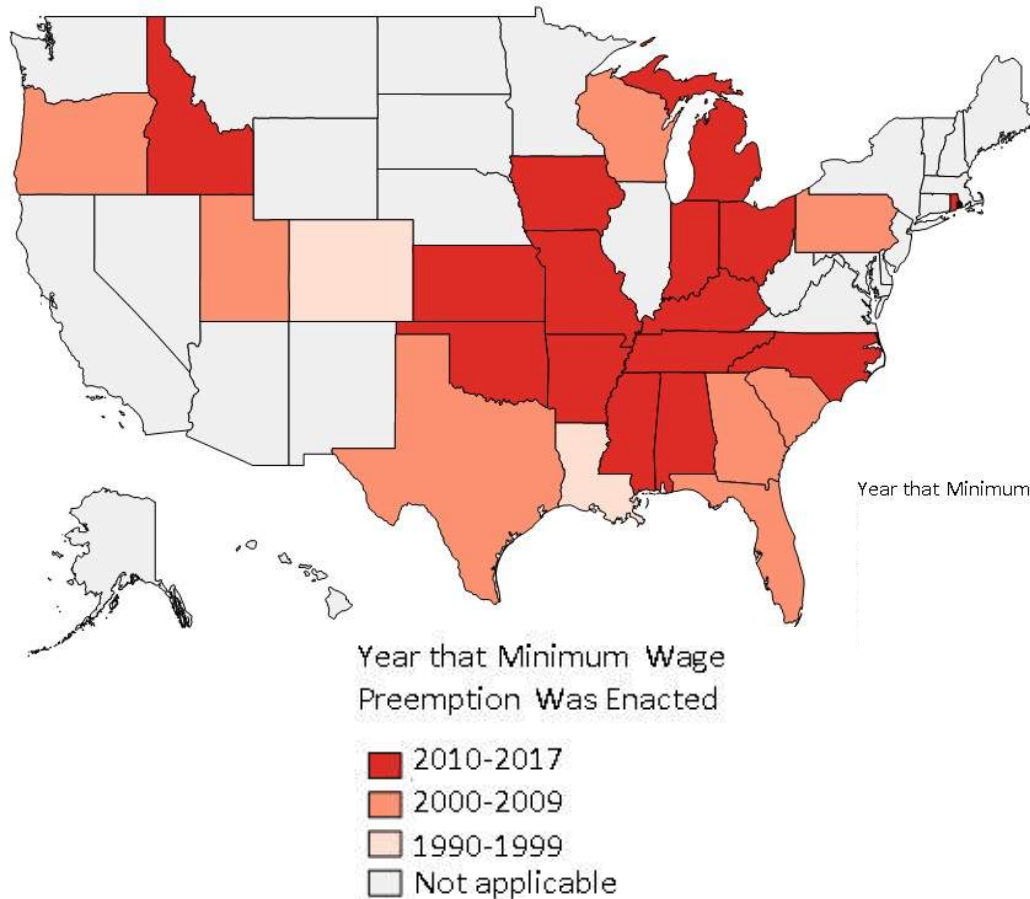 Year that Minimum
Year that Minimum Wage
Preemption Was Enacted
2010-2017
2000-2009
1990-1999
Not applicable